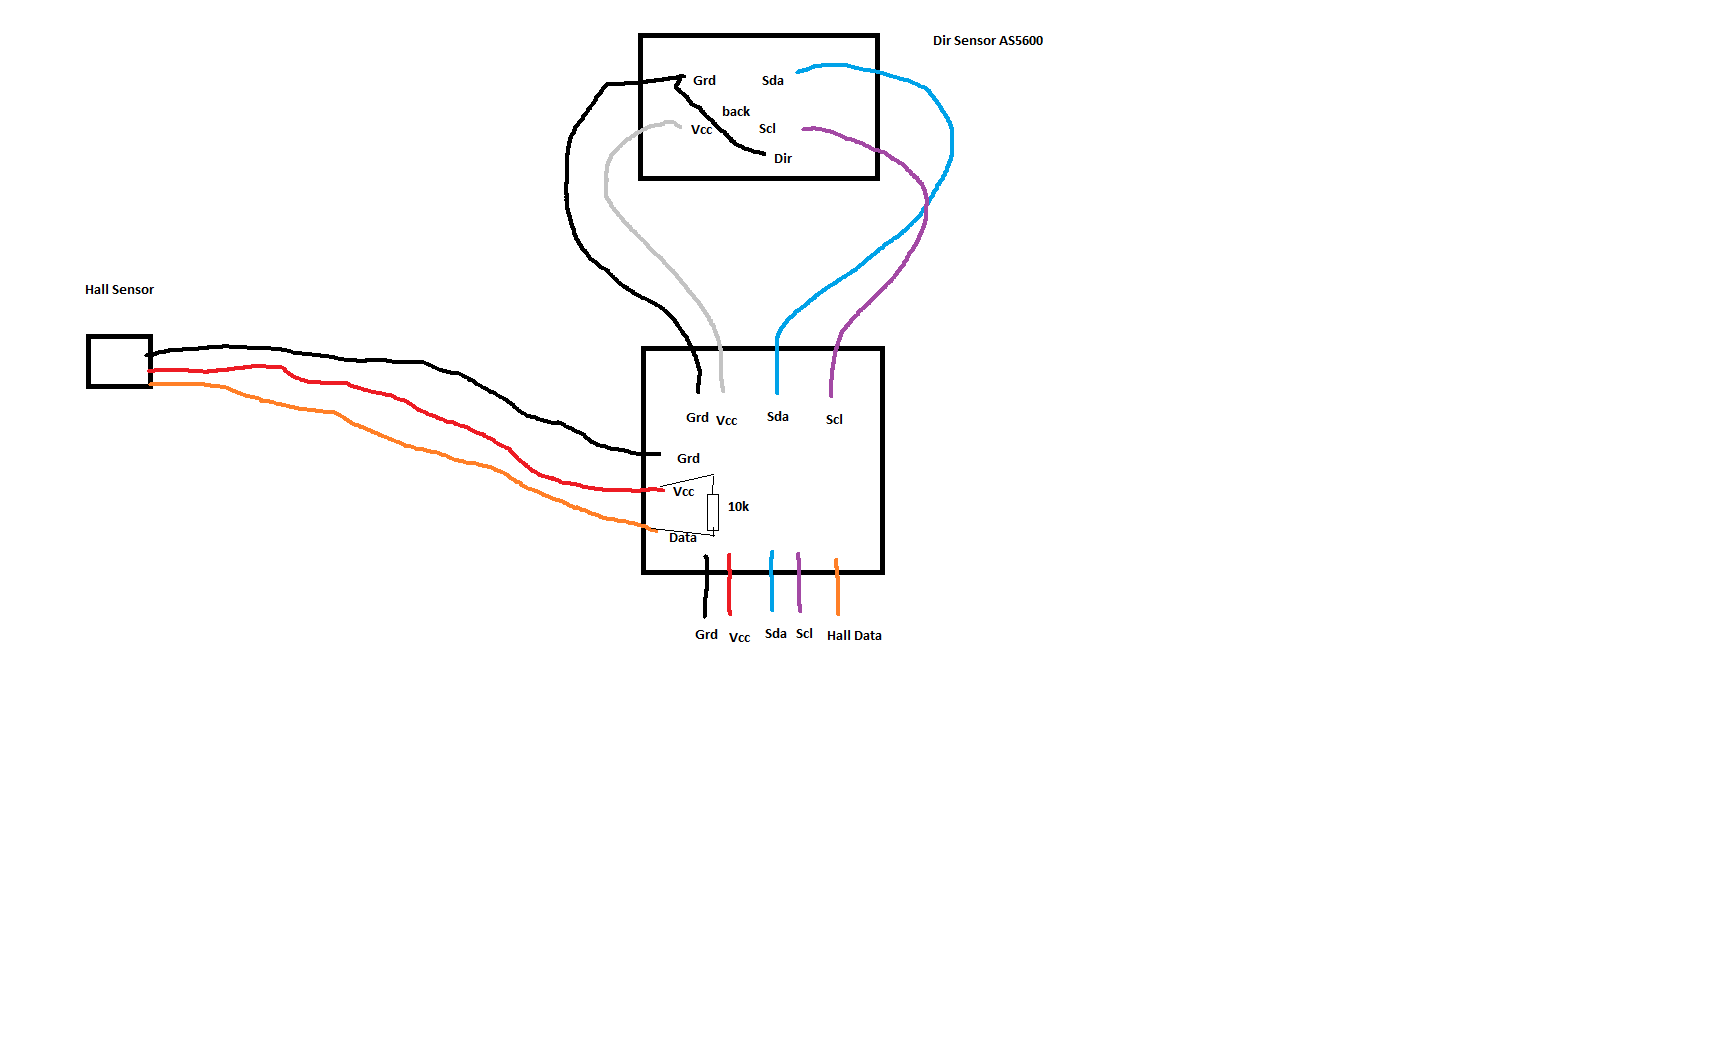 Dir Sensor AS5600
Grd Sda
back
Vcc Scl
Dir
Hall Sensor
Grd Vcc Sda Scl
Grd
Vcc
10k
Data
Grd Vcc Sda Scl Hall Data